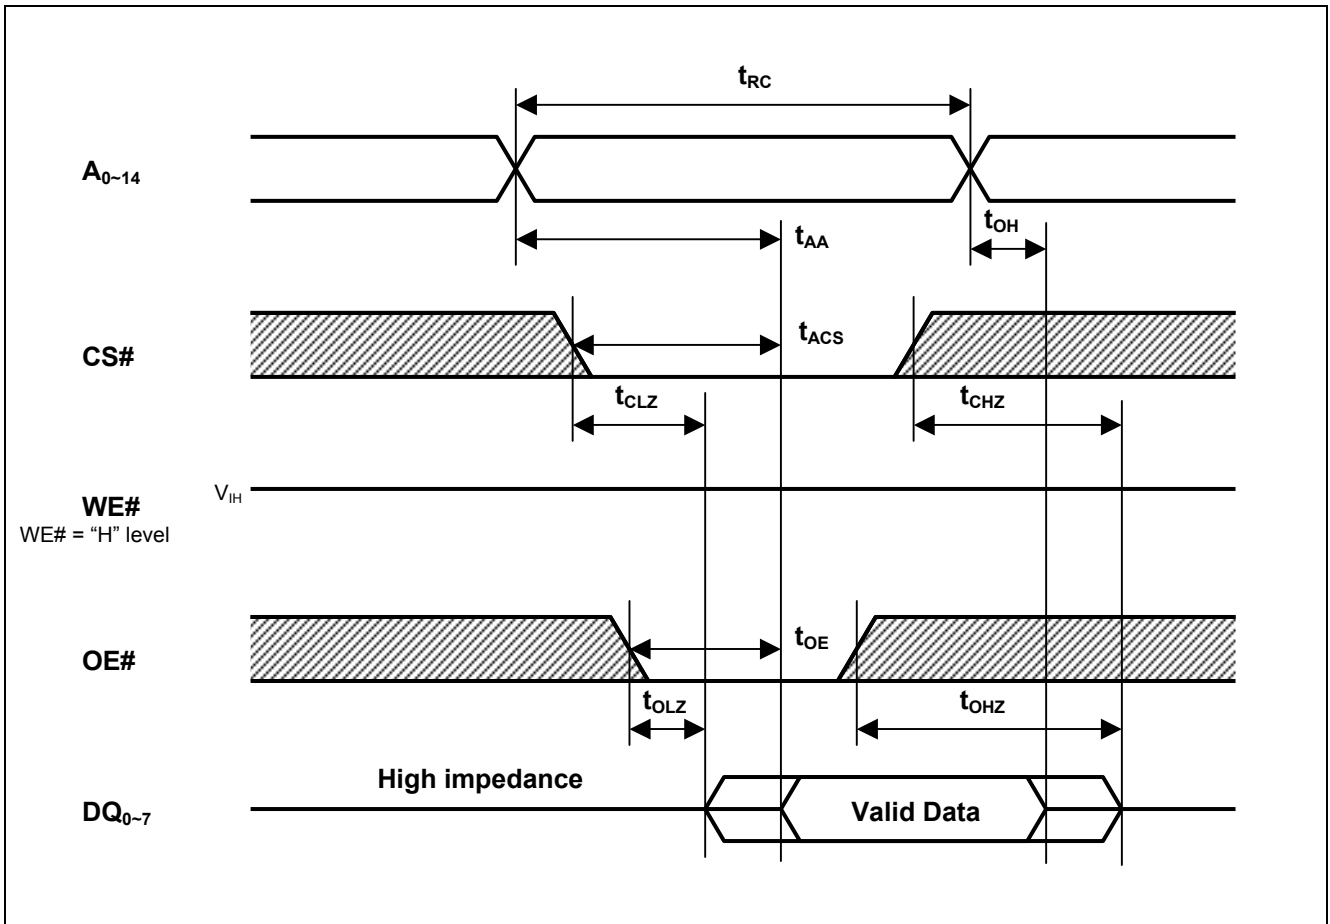 tRC
A0~14
tOH
tAA
tACS
CS#
tCLZ
tCHZ
VIH
WE#
WE# = “H” level
tOE
OE#
tOLZ
tOHZ
High impedance
DQ0~7
Valid Data